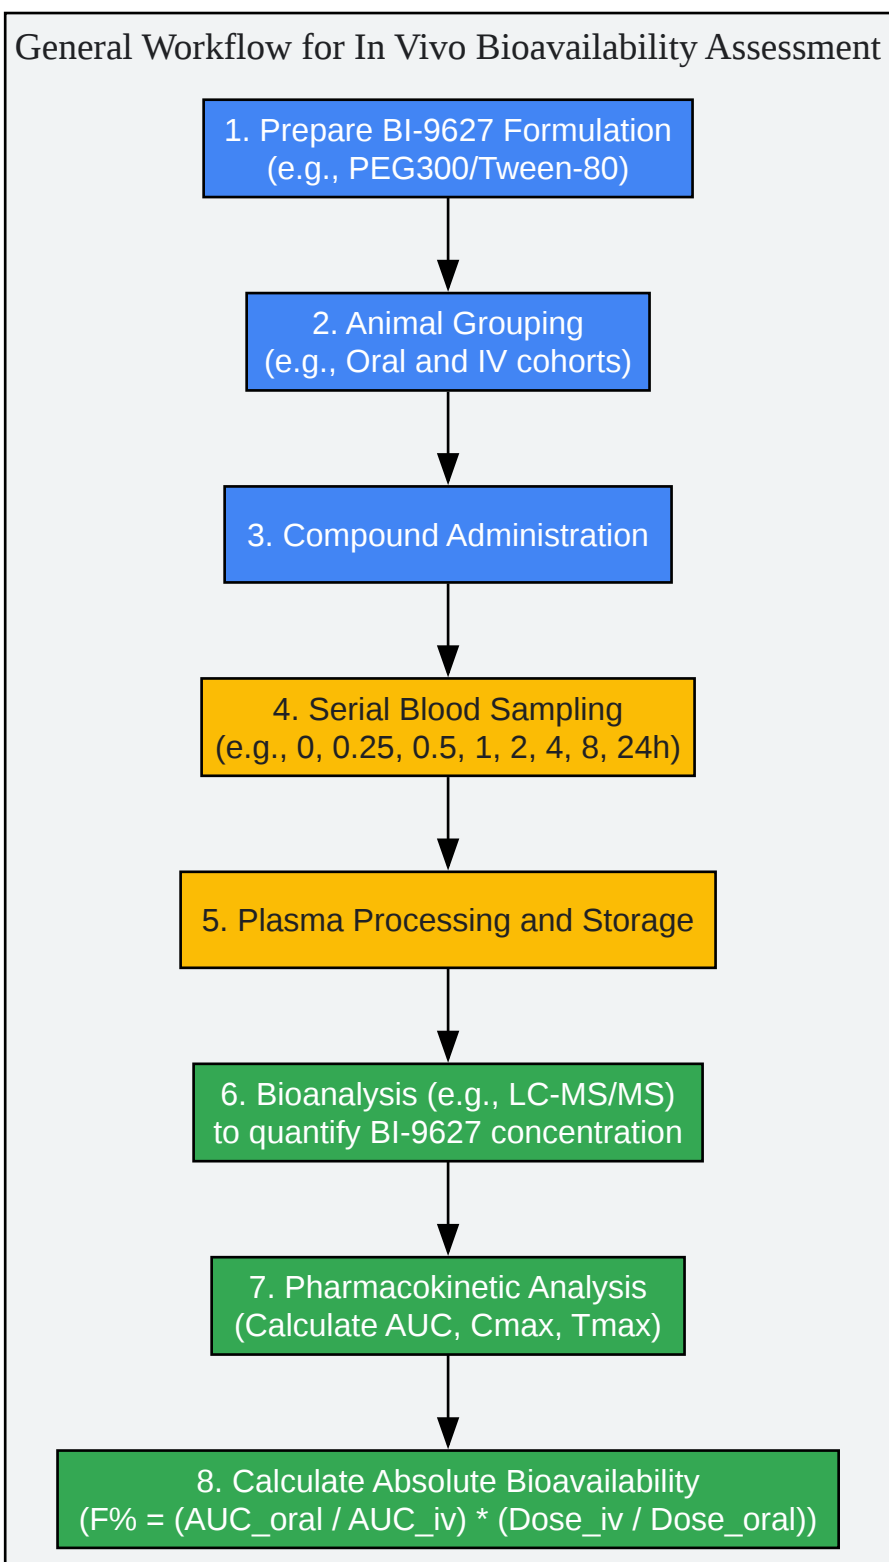 General Workflow for In Vivo Bioavailability Assessment
1. Prepare BI-9627 Formulation
(e.g., PEG300/Tween-80)
2. Animal Grouping
(e.g., Oral and IV cohorts)
3. Compound Administration
4. Serial Blood Sampling
(e.g., 0, 0.25, 0.5, 1, 2, 4, 8, 24h)
5. Plasma Processing and Storage
6. Bioanalysis (e.g., LC-MS/MS)
to quantify BI-9627 concentration
7. Pharmacokinetic Analysis
(Calculate AUC, Cmax, Tmax)
8. Calculate Absolute Bioavailability
(F% = (AUC_oral / AUC_iv) * (Dose_iv / Dose_oral))